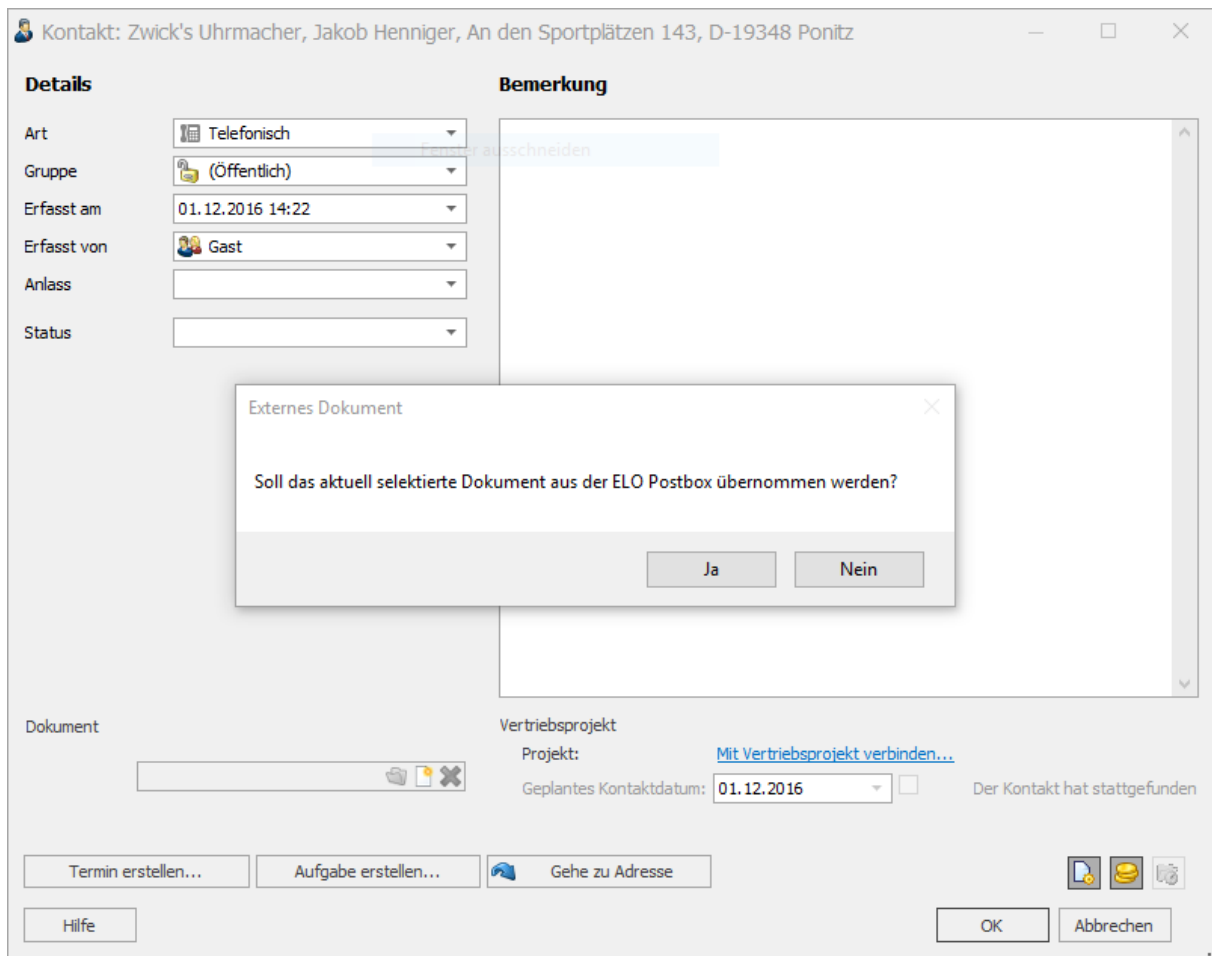 Kontakt: Zwick's Uhrmacher, Jakob Henniger, An den Sportplätzen 143, D-19348 Ponitz
Details
Bemerkung
Art
Telefonisch
Fenster ausschneiden
Gruppe
(Öffentlich)
Erfasst am
01.12.2016 14:22
Erfasst von
Gast
Anlass
Status
Externes Dokument
Soll das aktuell selektierte Dokument aus der ELO Postbox übernommen werden?
Ja
Nein
Dokument
Vertriebsprojekt
Projekt:
Mit Vertriebsprojekt verbinden...
Geplantes Kontaktdatum:
01.12.2016
Der Kontakt hat stattgefunden
Termin erstellen...
Aufgabe erstellen...
Gehe zu Adresse
Hilfe
OK
Abbrechen